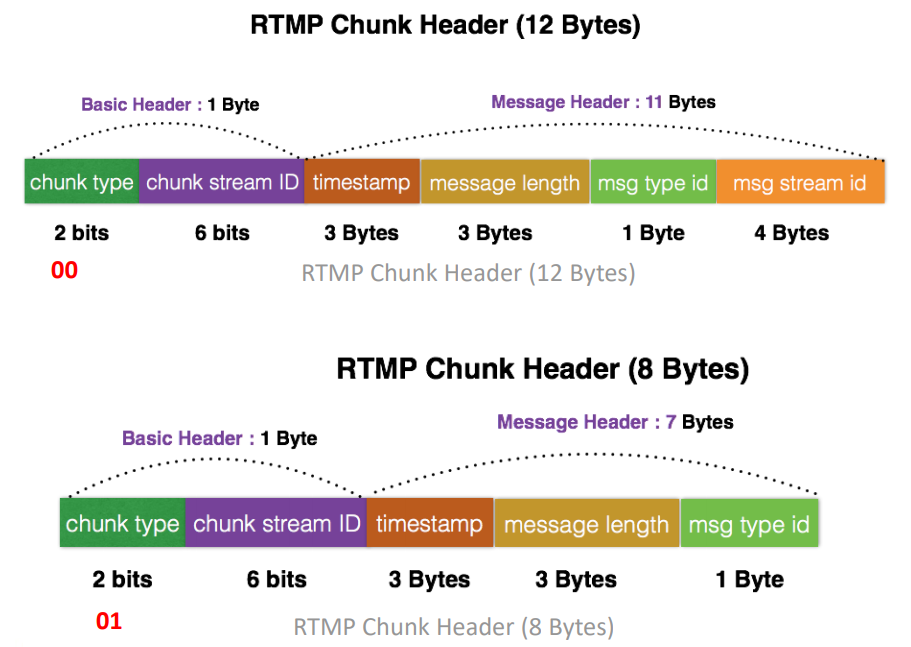 RTMP Chunk Header (12 Bytes)
Basic Header : 1 Byte
Message Header : 11 Bytes
chunk type chunk stream ID timestamp message length msg type id msg stream id
2 bits 6 bits 3 Bytes 3 Bytes 1 Byte 4 Bytes
00
RTMP Chunk Header (12 Bytes)
RTMP Chunk Header (8 Bytes)
Message Header : 7 Bytes
Basic Header : 1 Byte
chunk type chunk stream ID timestamp message length msg type id
2 bits 6 bits 3 Bytes 3 Bytes 1 Byte
01
RTMP Chunk Header (8 Bytes)